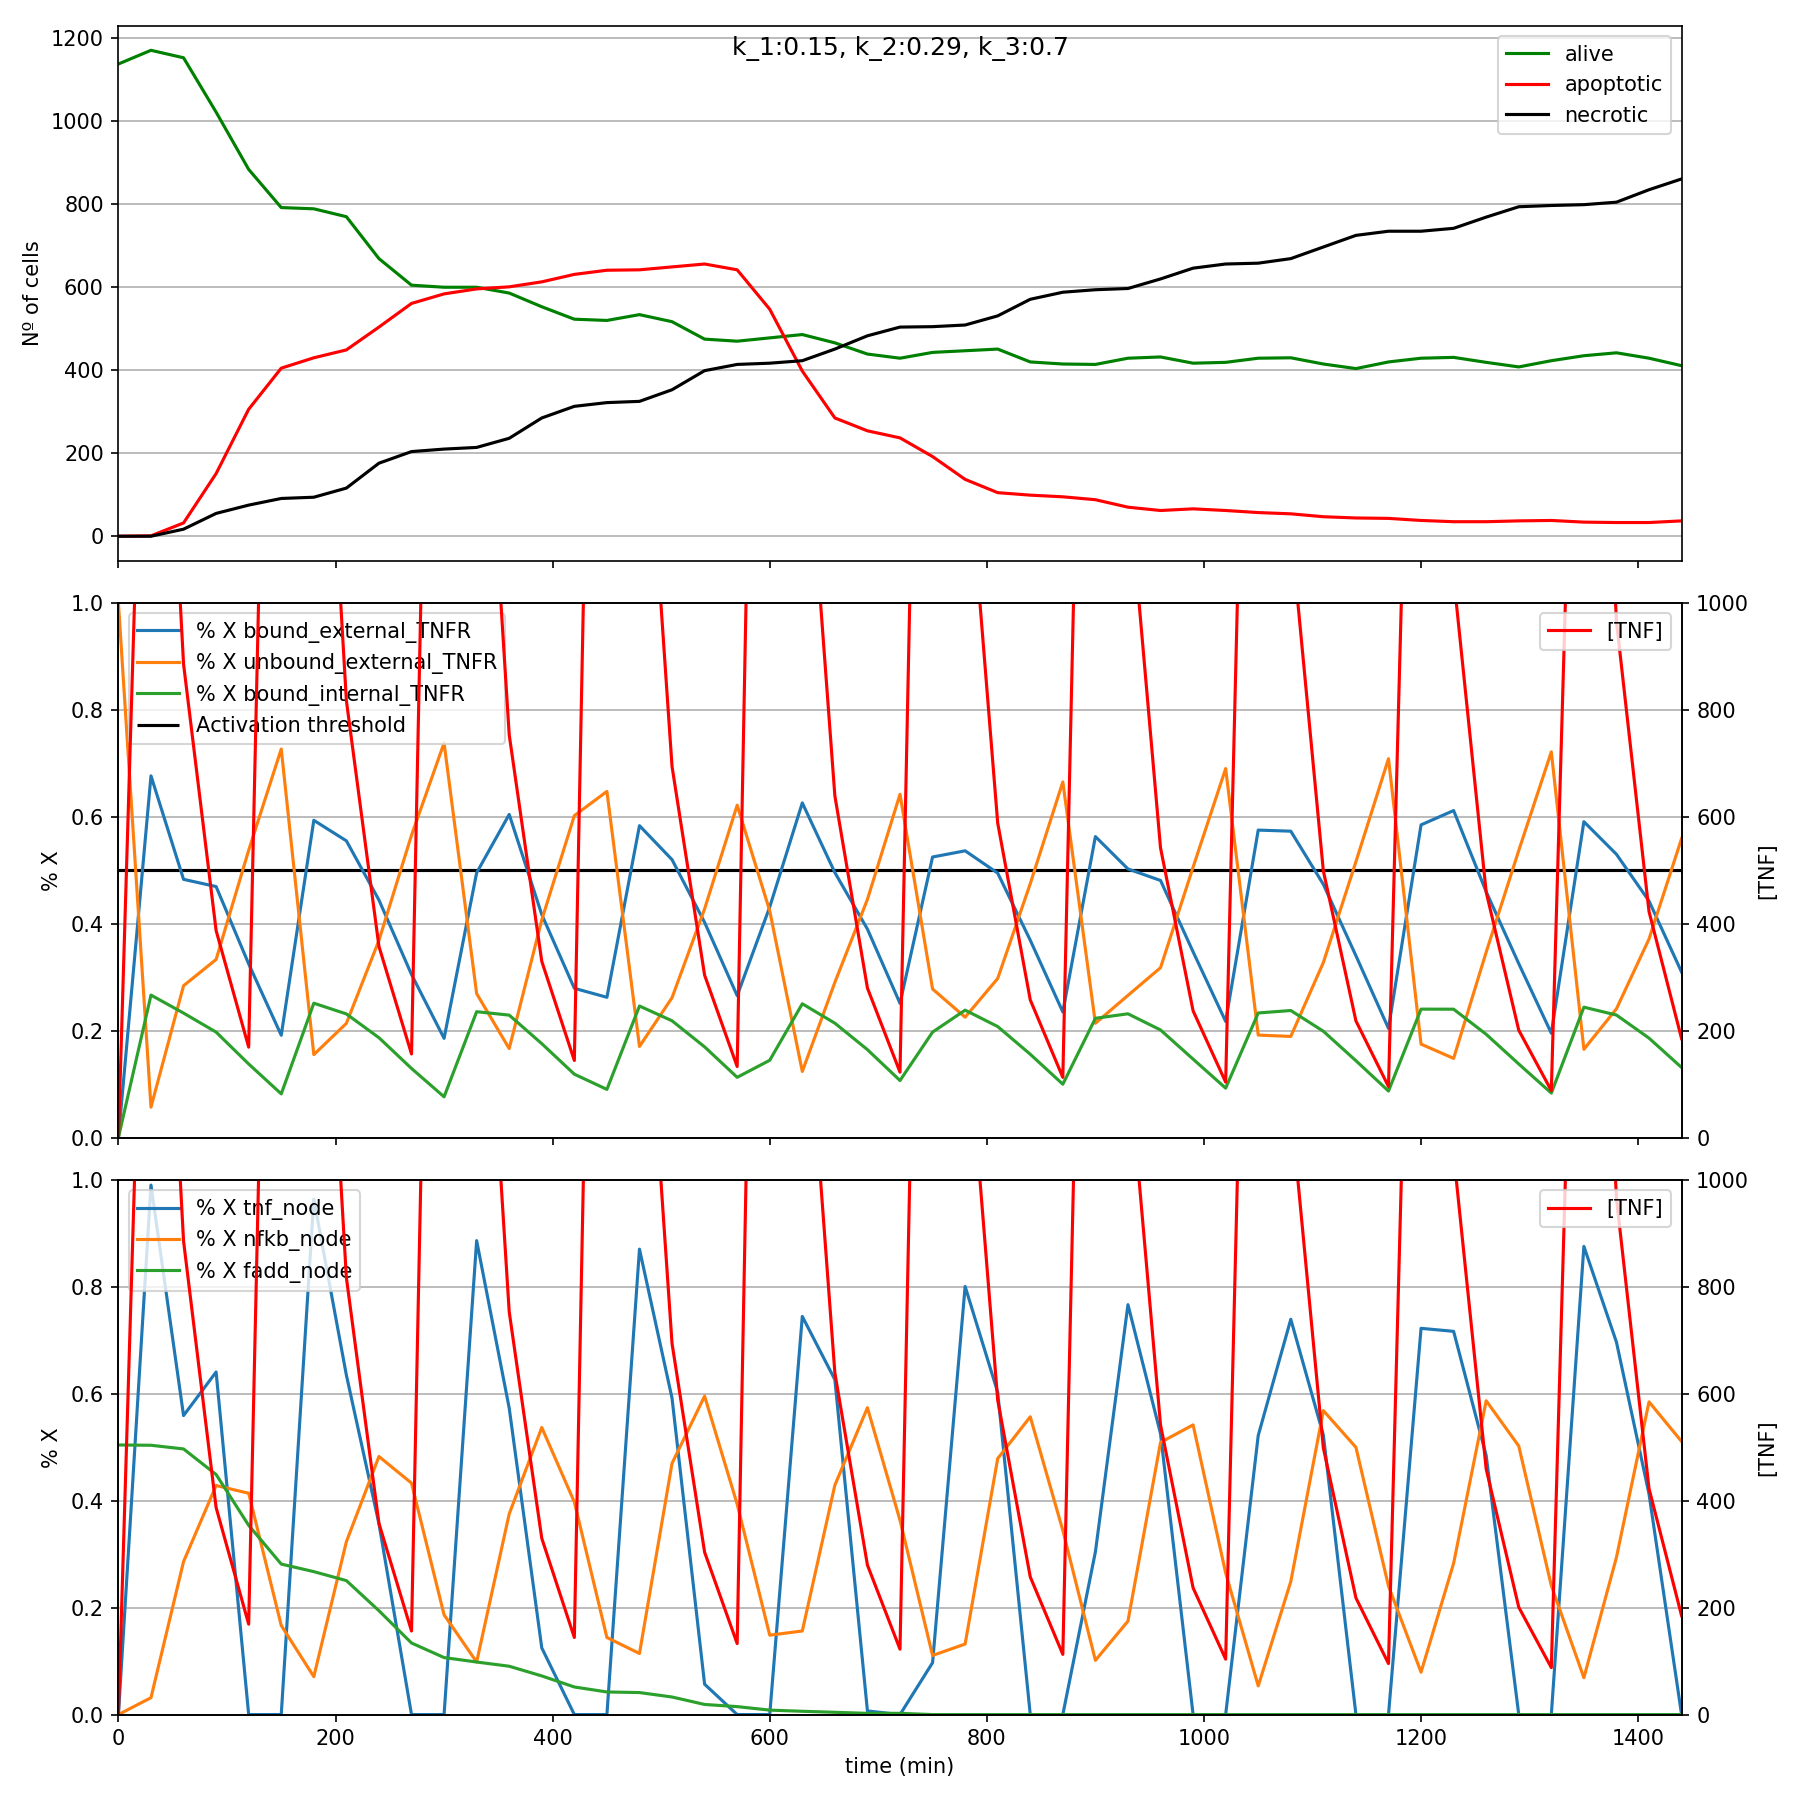 k_1:0.15, k_2:0.29, k_3:0.7
1200
1000
800
600
400
200
0
Nº of cells
alive
apoptotic
necrotic
1.0
0.8
0.6
0.4
0.2
0.0
% X
% X bound_external_TNFR
% X unbound_external_TNFR
% X bound_internal_TNFR
Activation threshold
[TNF]
1000
800
600
400
200
0
[TNF]
1.0
0.8
0.6
0.4
0.2
0.0
% X
% X tnf_node
% X nfkb_node
% X fadd_node
[TNF]
1000
800
600
400
200
0
[TNF]
0 200 400 600 800 1000 1200 1400
time (min)